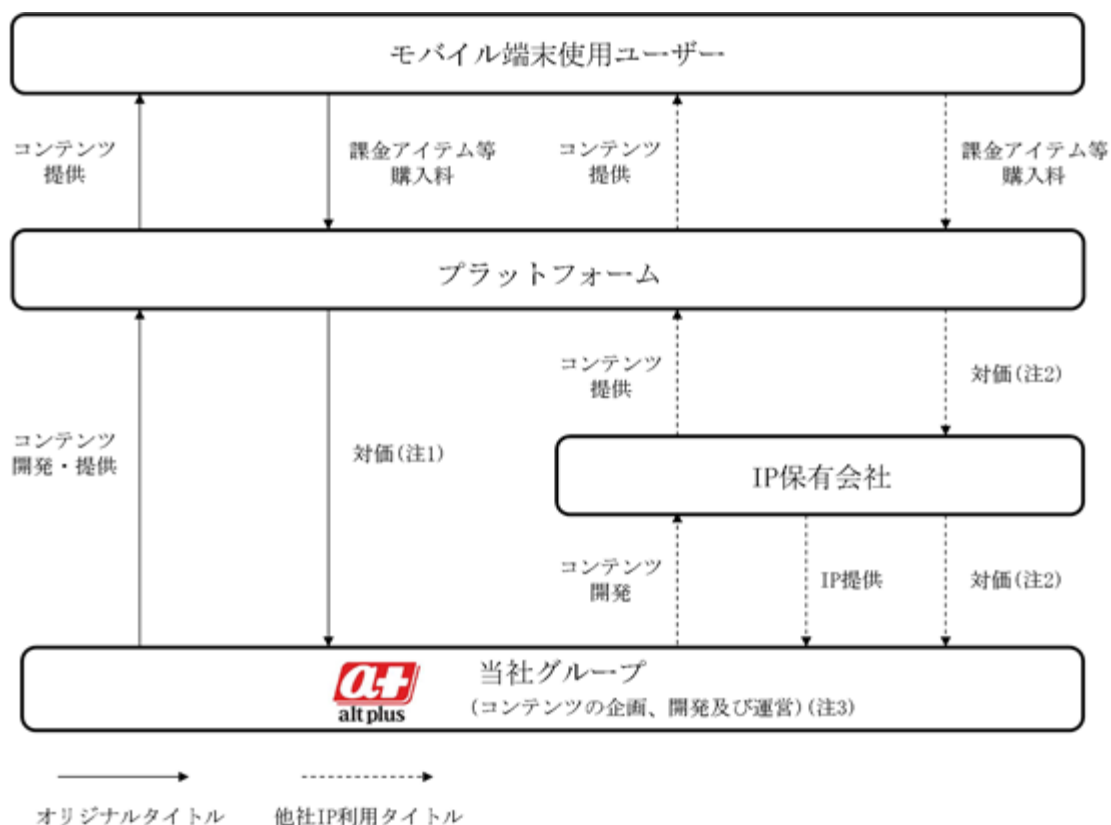 モバイル端末使用ユーザー
コンテンツ
提供
課金アイテム等
購入料
コンテンツ
提供
課金アイテム等
購入料
プラットフォーム
コンテンツ
開発・提供
対価(注1)
コンテンツ
提供
対価(注2)
IP保有会社
コンテンツ
開発
IP提供
対価(注2)
a+
altplus
当社グループ
(コンテンツの企画、開発及び運営)(注3)
オリジナルタイトル
他社IP利用タイトル